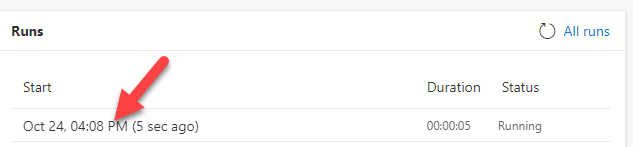 Runs All runs
Start Duration Status
Oct 24, 04:08 PM (5 sec ago) 00:00:05 Running